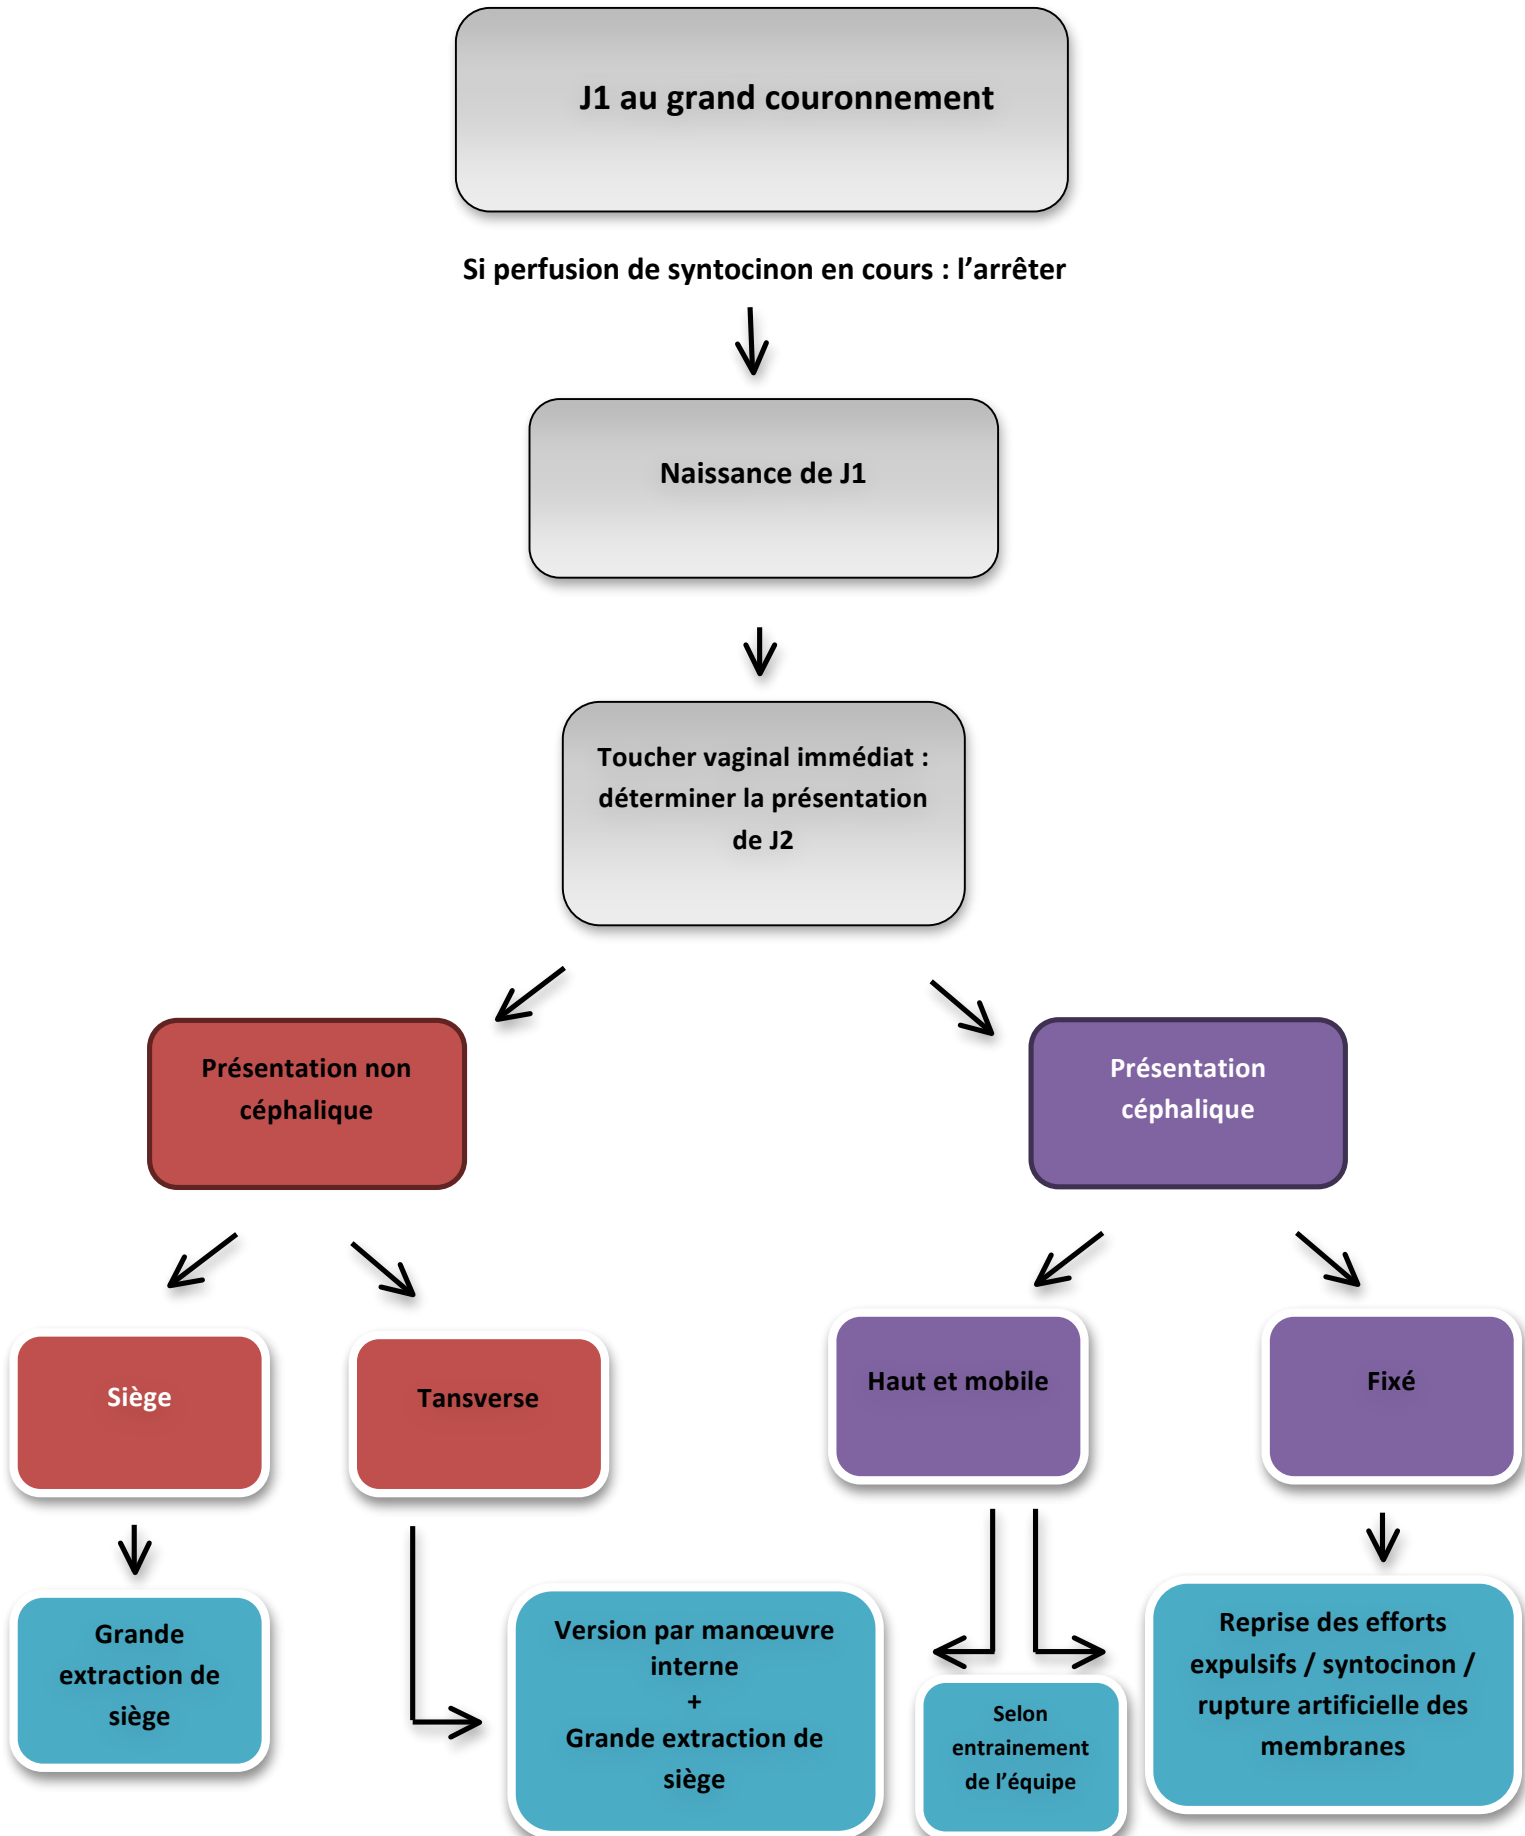 J1 au grand couronnement
Si perfusion de syntocinon en cours : l’arrêter
Naissance de J1
Toucher vaginal immédiat :
déterminer la présentation
de J2
Présentation non
céphalique
Présentation
céphalique
Siège
Tansverse
Haut et mobile
Fixé
Grande
extraction de
siège
Version par manœuvre
interne
+
Grande extraction de
siège
Selon
entrainement
de l’équipe
Reprise des efforts
expulsifs / syntocinon /
rupture artificielle des
membranes